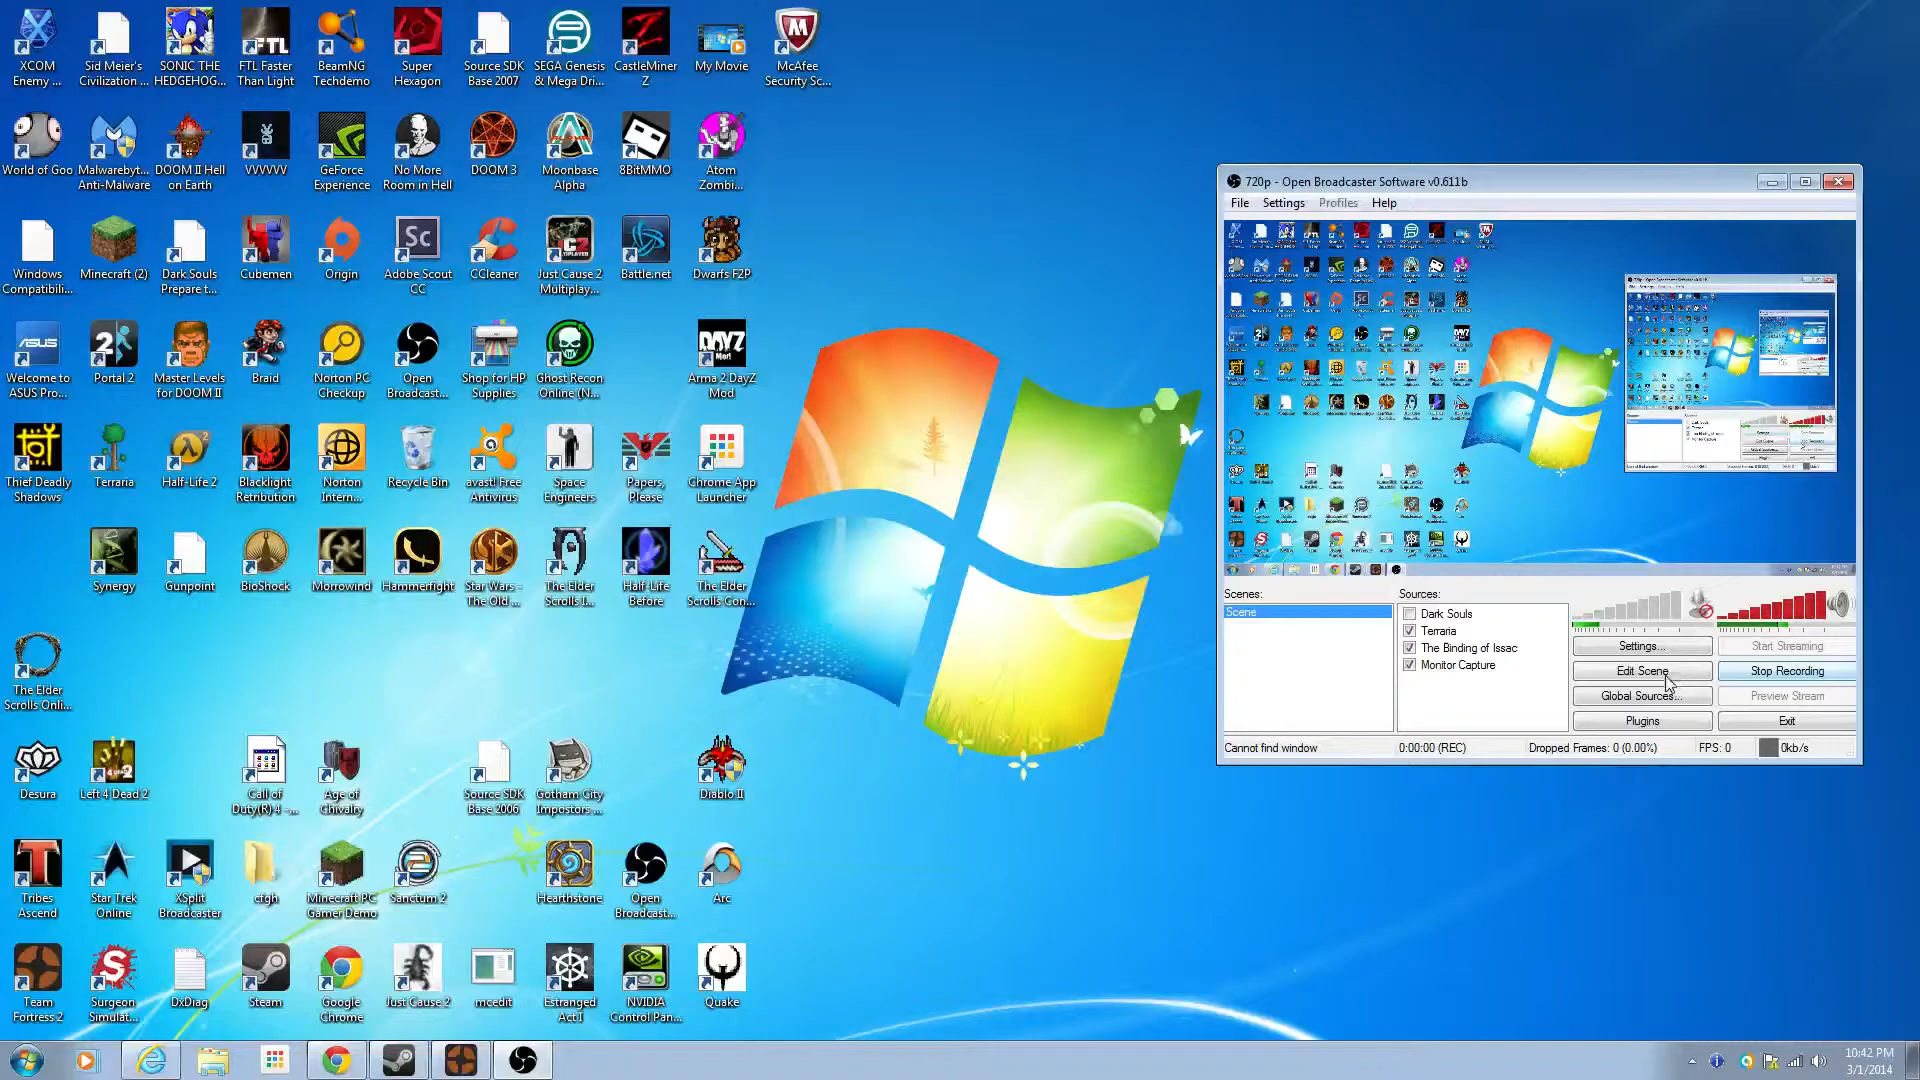 XCOM Enemy ...
Sid Meier's Civilization ...
SONIC THE HEDGEHOG...
FTL Faster Than Light
BeamNG Techdemo
Super Hexagon
Source SDK Base 2007
SEGA Genesis & Mega Dri...
CastleMiner Z
My Movie
McAfee Security Sc...
World of Goo
Malwarebyt... Anti-Malware
DOOM II Hell on Earth
VVVVVV
GeForce Experience
No More Room in Hell
DOOM 3
Moonbase Alpha
8BitMMO
Atom Zombi...
Windows Compatibili...
Minecraft (2)
Dark Souls Prepare t...
Cubemen
Origin
Adobe Scout CC
CCleaner
Just Cause 2 Multiplay...
Battle.net
Dwarfs F2P
Welcome to ASUS Pro...
Portal 2
Master Levels for DOOM II
Braid
Norton PC Checkup
Open Broadcast...
Shop for HP Supplies
Ghost Recon Online (N...
Arma 2 DayZ Mod
Thief Deadly Shadows
Terraria
Half-Life 2
Blacklight Retribution
Norton Intern...
Recycle Bin
avast! Free Antivirus
Space Engineers
Papers, Please
Chrome App Launcher
Synergy
Gunpoint
BioShock
Morrowind
Hammerfight
Star Wars - The Old ...
The Elder Scrolls I...
Half-Life Before
The Elder Scrolls Con...
The Elder Scrolls Onli...
Desura
Left 4 Dead 2
Call of Duty(R) 4 -...
Age of Chivalry
Source SDK Base 2006
Gotham City Impostors ...
Diablo II
Tribes Ascend
Star Trek Online
XSplit Broadcaster
cfgh
Minecraft PC Gamer Demo
Sanctum 2
Hearthstone
Open Broadcast...
Arc
Team Fortress 2
Surgeon Simulat...
DxDiag
Steam
Google Chrome
Just Cause 2
mcedit
Estranged Act I
NVIDIA Control Pan...
Quake
720p - Open Broadcaster Software v0.611b
File Settings Profiles Help
Scenes:
Scene
Sources:
Dark Souls
Terraria
The Binding of Issac
Monitor Capture
Settings...
Start Streaming
Edit Scene
Stop Recording
Global Sources...
Preview Stream
Plugins
Exit
Cannot find window
0:00:00 (REC)
Dropped Frames: 0 (0.00%)
FPS: 0
0kb/s
10:42 PM
3/1/2014